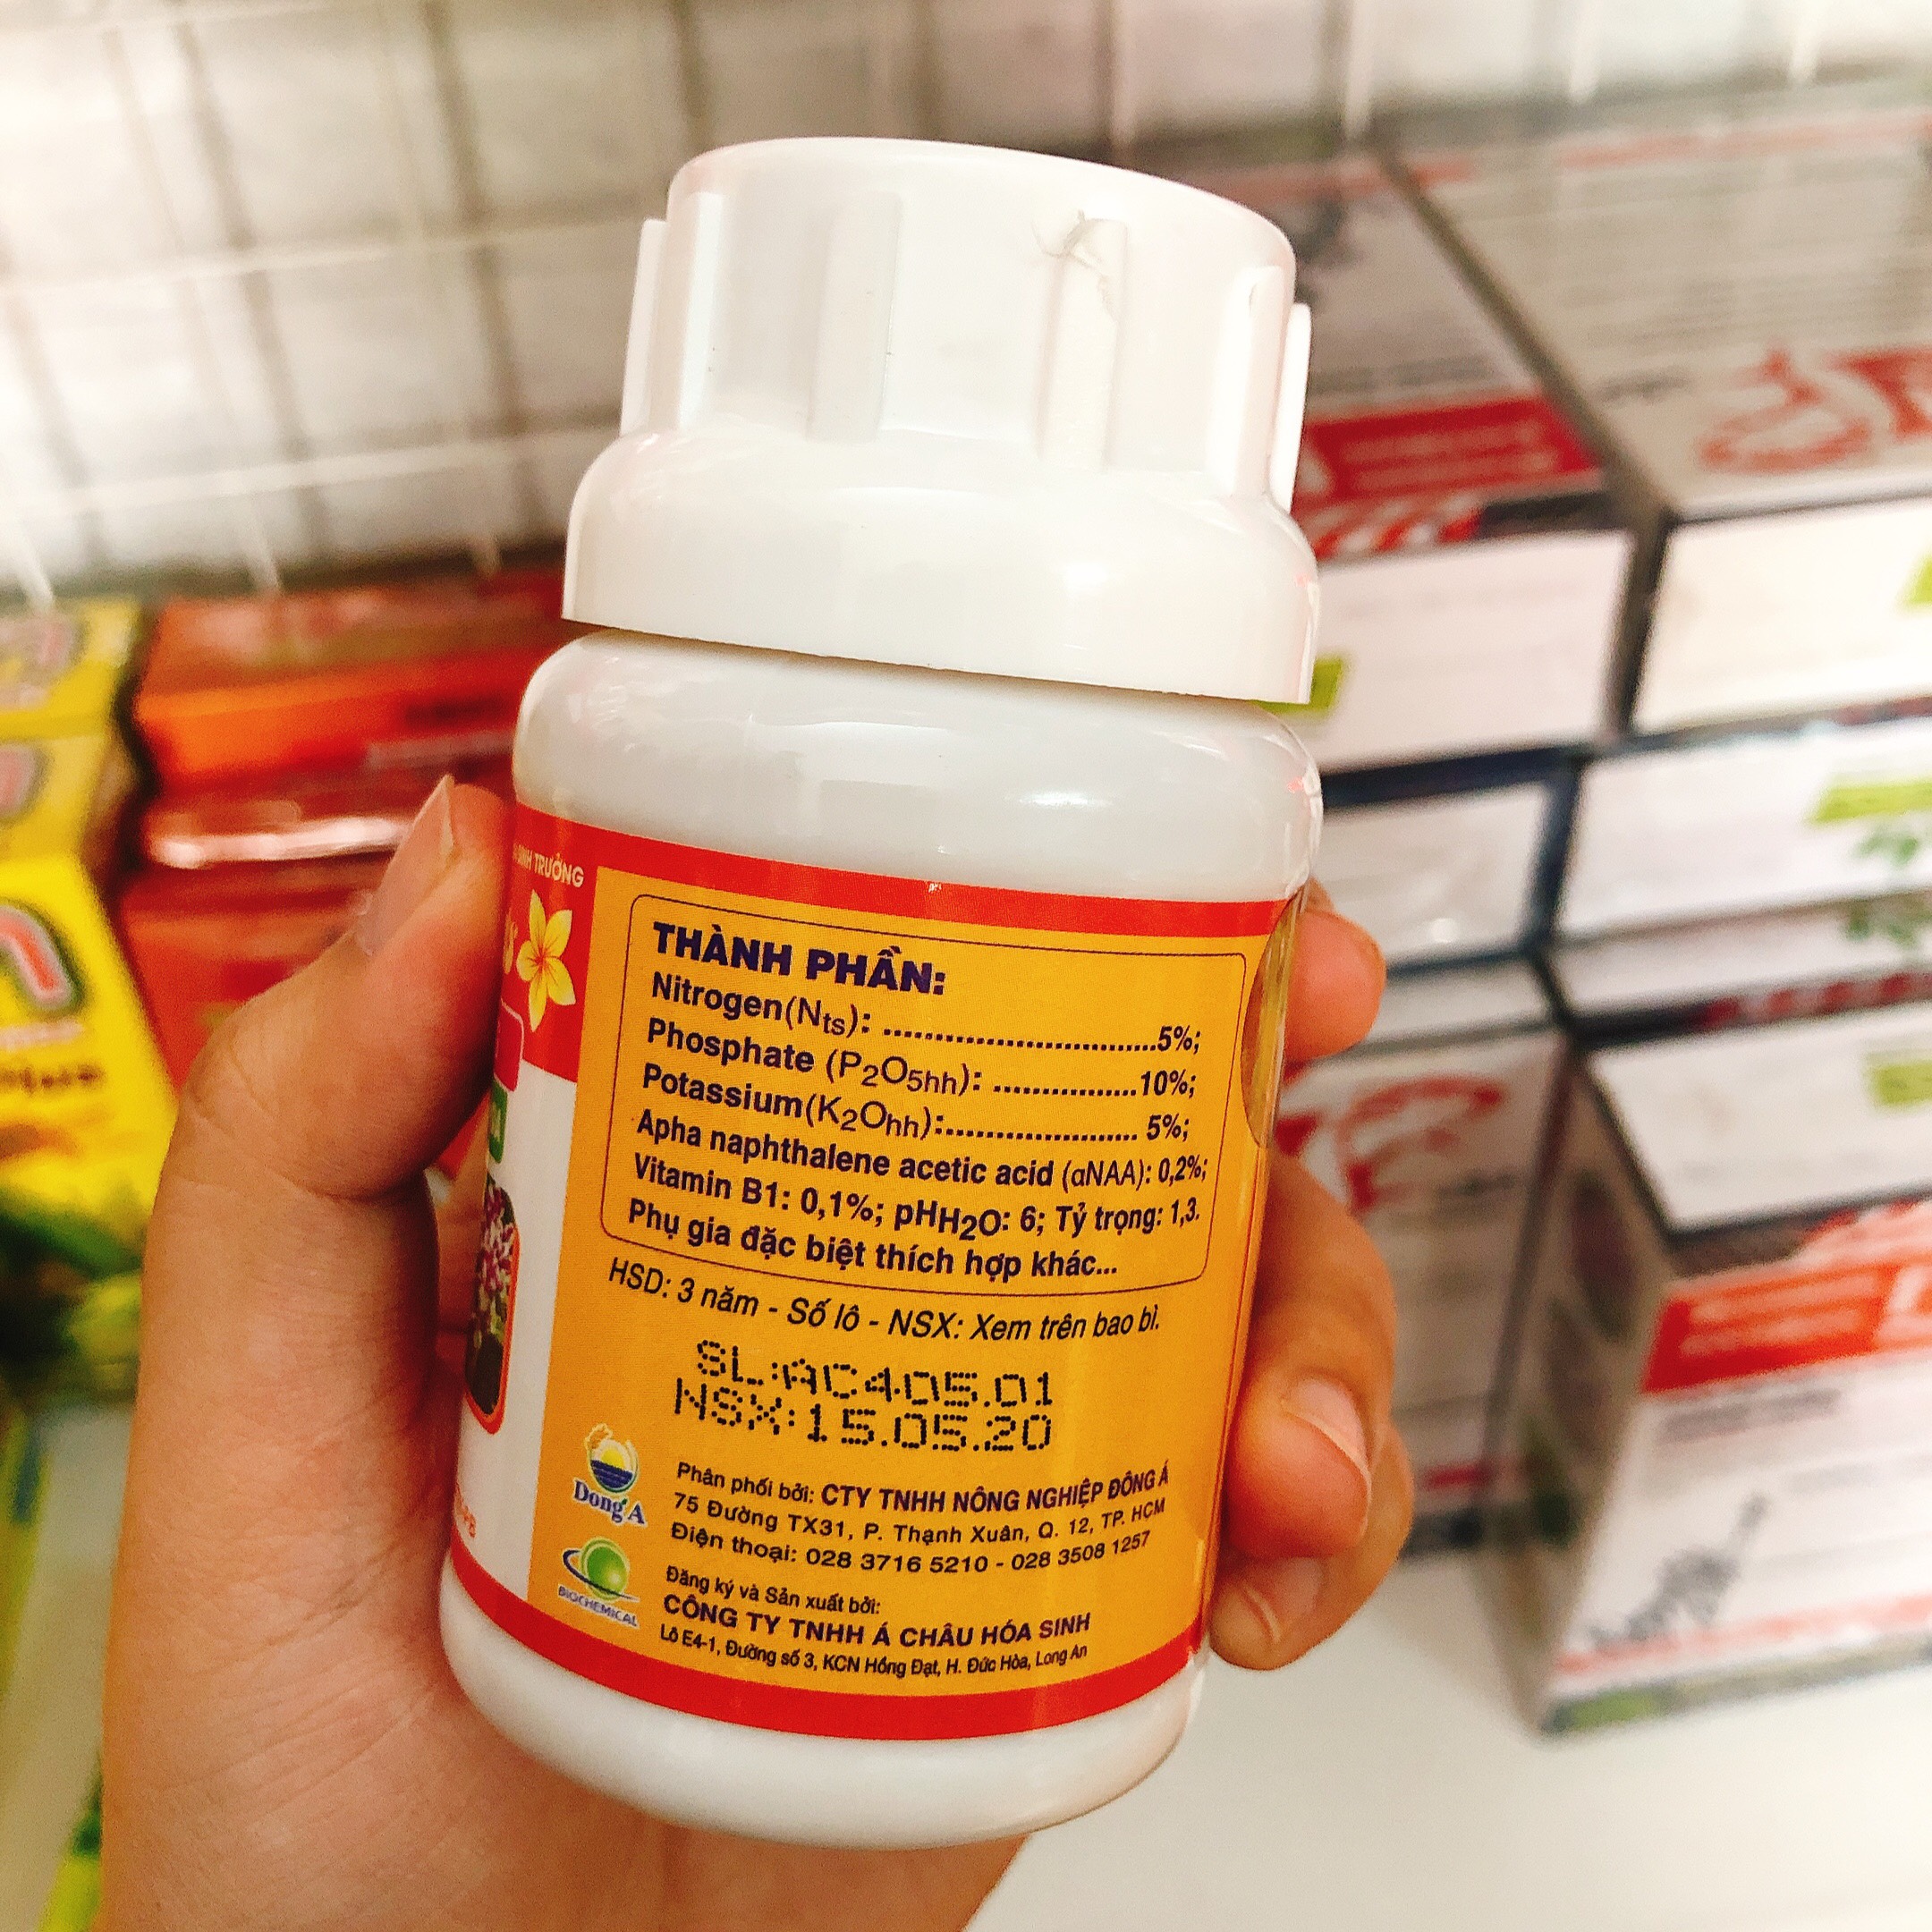 SINH TRƯỞNG
THÀNH PHẦN:
Nitrogen(Nts): ................................5%;
Phosphate (P2O5hh): ................10%;
Potassium(K2Ohh):...................... 5%;
Apha naphthalene acetic acid (αNAA): 0,2%;
Vitamin B1: 0,1%; pHH2O: 6; Tỷ trọng: 1,3.
Phụ gia đặc biệt thích hợp khác...
HSD: 3 năm - Số lô - NSX: Xem trên bao bì.
SL:AC405.01
NSX:15.05.20
Dong A
Phân phối bởi: CTY TNHH NÔNG NGHIỆP ĐÔNG Á
75 Đường TX31, P. Thạnh Xuân, Q. 12, TP. HCM
Điện thoại: 028 3716 5210 - 028 3508 1257
BIOCHEMICAL
Đăng ký và Sản xuất bởi:
CÔNG TY TNHH Á CHÂU HÓA SINH
Lô E4-1, Đường số 3, KCN Hồng Đạt, H. Đức Hòa, Long An